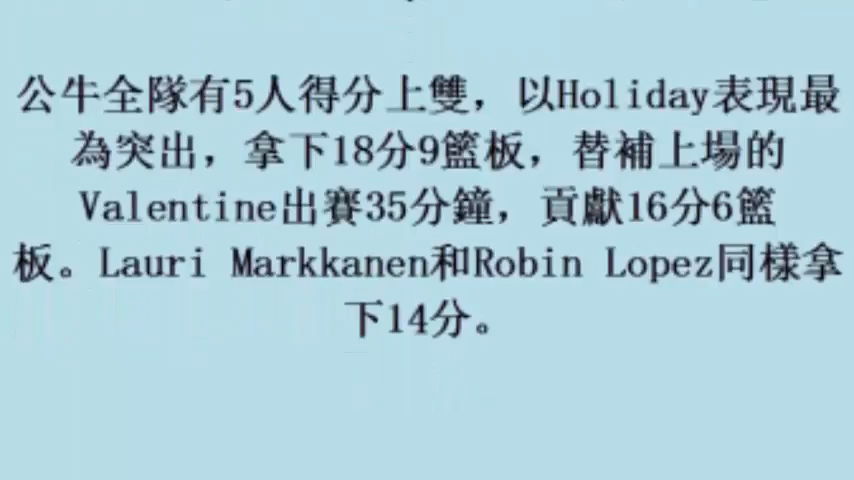 公牛全隊有5人得分上雙，以Holiday表現最
為突出，拿下18分9籃板，替補上場的
Valentine出賽35分鐘，貢獻16分6籃
板。Lauri Markkanen和Robin Lopez同樣拿
下14分。